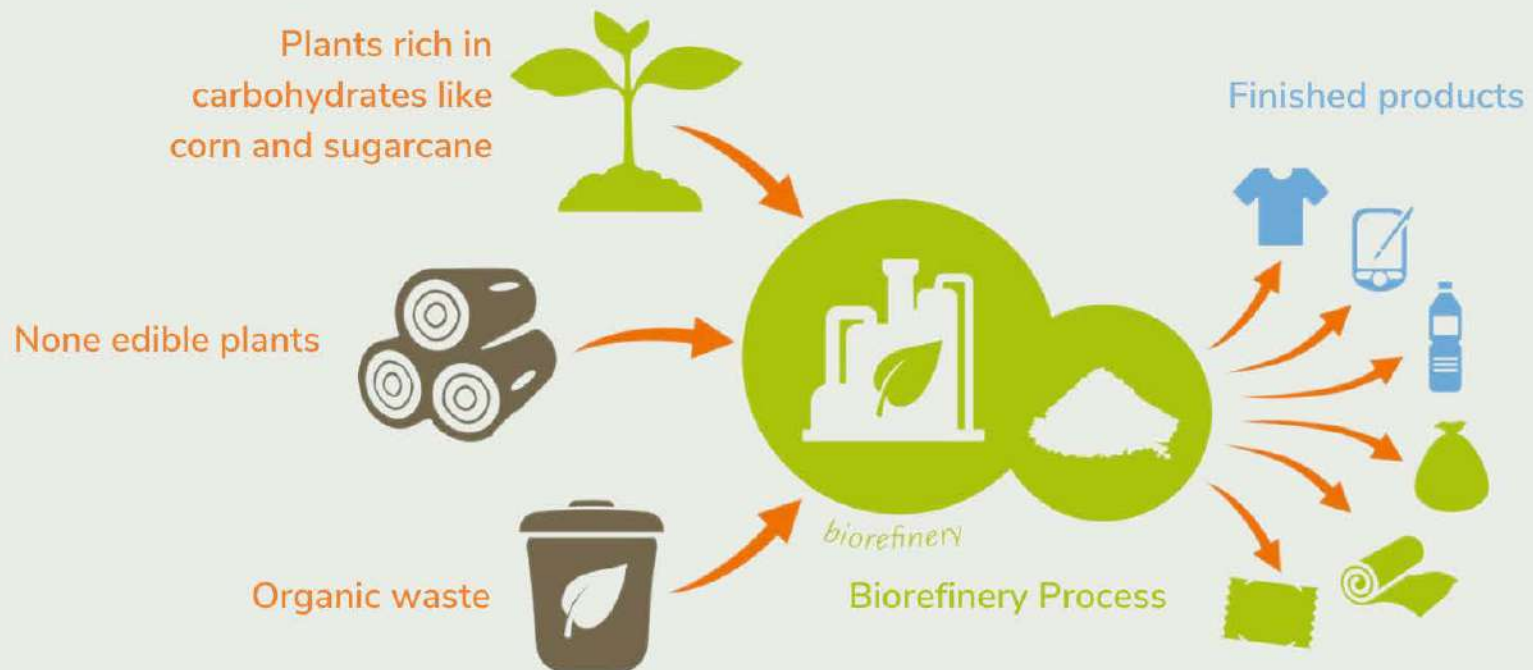 Plants rich in
carbohydrates like
corn and sugarcane
Finished products
None edible plants
biorefinery
Organic waste
Biorefinery Process